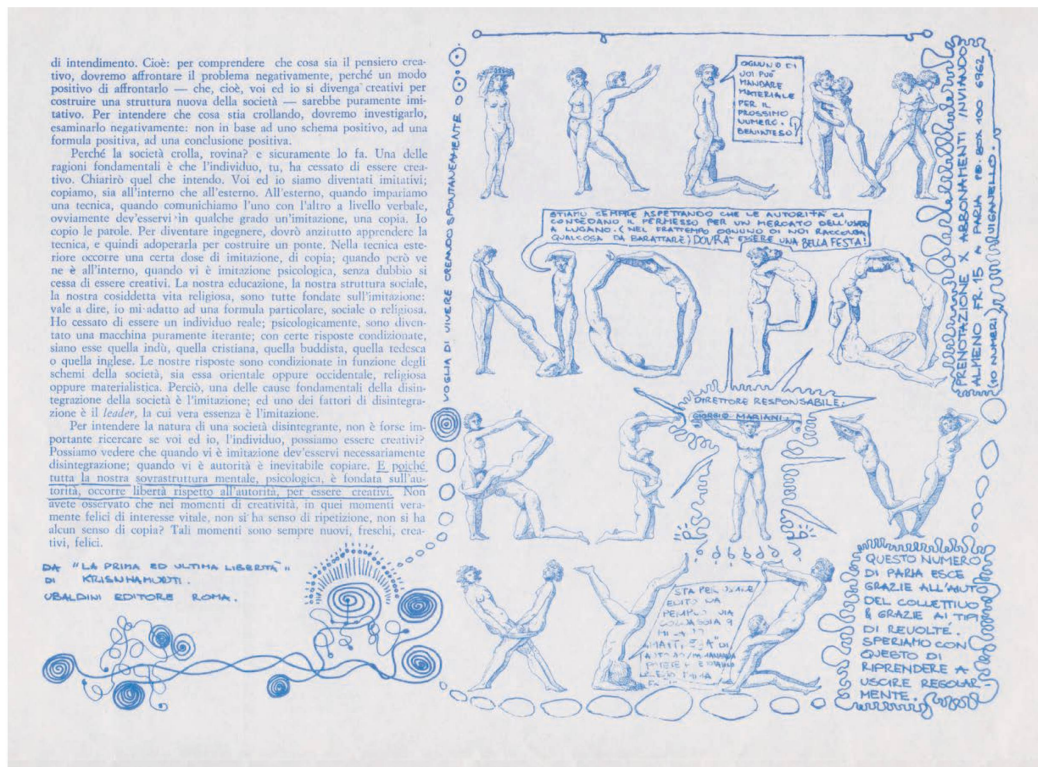 di intendimento. Cioè: per comprendere che cosa sia il pensiero crea-
tivo, dovremo affrontare il problema negativamente, perché un modo
positivo di affrontarlo — che, cioè, voi ed io si divenga creativi per
costruire una struttura nuova della società — sarebbe puramente imi-
tativo. Per intendere che cosa stia crollando, dovremo investigarlo,
esaminarlo negativamente: non in base ad uno schema positivo, ad una
formula positiva, ad una conclusione positiva.
Perché la società crolla, rovina? e sicuramente lo fa. Una delle
ragioni fondamentali è che l'individuo, tu, ha cessato di essere crea-
tivo. Chiarirò quel che intendo. Voi ed io siamo diventati imitativi;
copiamo, sia all'interno che all'esterno. All'esterno, quando impariamo
una tecnica, quando comunichiamo l'uno con l'altro a livello verbale,
ovviamente dev'esservi in qualche grado un'imitazione, una copia. Io
copio le parole. Per diventare ingegnere, dovrò anzitutto apprendere la
tecnica, e quindi adoperarla per costruire un ponte. Nella tecnica este-
riore occorre una certa dose di imitazione, di copia; quando però ve
ne è all'interno, quando vi è imitazione psicologica, senza dubbio si
cessa di essere creativi. La nostra educazione, la nostra struttura sociale,
la nostra cosiddetta vita religiosa, sono tutte fondate sull'imitazione:
vale a dire, io mi adatto ad una formula particolare, sociale o religiosa.
Ho cessato di essere un individuo reale; psicologicamente, sono diven-
tato una macchina puramente iterante; con certe risposte condizionate,
siano esse quella indù, quella cristiana, quella buddista, quella tedesca
o quella inglese. Le nostre risposte sono condizionate in funzione degli
schemi della società, sia essa orientale oppure occidentale, religiosa
oppure materialistica. Perciò, una delle cause fondamentali della disin-
tegrazione della società è l'imitazione; ed uno dei fattori di disintegra-
zione è il leader, la cui vera essenza è l'imitazione.
Per intendere la natura di una società disintegrante, non è forse im-
portante ricercare se voi ed io, l'individuo, possiamo essere creativi?
Possiamo vedere che quando vi è imitazione dev'esservi necessariamente
disintegrazione; quando vi è autorità è inevitabile copiare. E poiché
tutta la nostra sovrastruttura mentale, psicologica, è fondata sull'au-
torità, occorre libertà rispetto all'autorità, per essere creativi. Non
avete osservato che nei momenti di creatività, in quei momenti vera-
mente felici di interesse vitale, non si ha senso di ripetizione, non si ha
alcun senso di copia? Tali momenti sono sempre nuovi, freschi, crea-
tivi, felici.
DA "LA PRIMA ED ULTIMA LIBERTÀ"
DI KRISHNAMURTI.
UBALDINI EDITORE ROMA.
VOGLIA DI VIVERE CREANDO SPONTANEAMENTE
OGNUNO DI
VOI PUÒ
MANDARE
MATERIALE
PER IL
PROSSIMO
NUMERO.
BENINTESO!
I K L M
STIAMO SEMPRE ASPETTANDO CHE LE AUTORITÀ CI
CONCEDANO IL PERMESSO PER UN MERCATO DELL'USATO
A LUGANO. (NEL FRATTEMPO OGNUNO DI NOI RACCOLGA
QUALCOSA DA BARATTARE) DOVRÀ ESSERE UNA BELLA FESTA!
N O P Q
DIRETTORE RESPONSABILE:
GIORGIO MARIANI.
R S T V
X Y Z
PRENOTAZIONE X ABBONAMENTI INVIANDO
ALMENO FR. 15 A PARIA PB. BOX 100 6962
(10 NUMERI) VIGANELLO.
QUESTO NUMERO
DI PARIA ESCE
GRAZIE ALL'AIUTO
DEL COLLETTIVO
& GRAZIE AI TIPI
DI REVOLTE.
SPERIAMO CON
QUESTO DI
RIPRENDERE A
USCIRE REGOLAR-
MENTE.